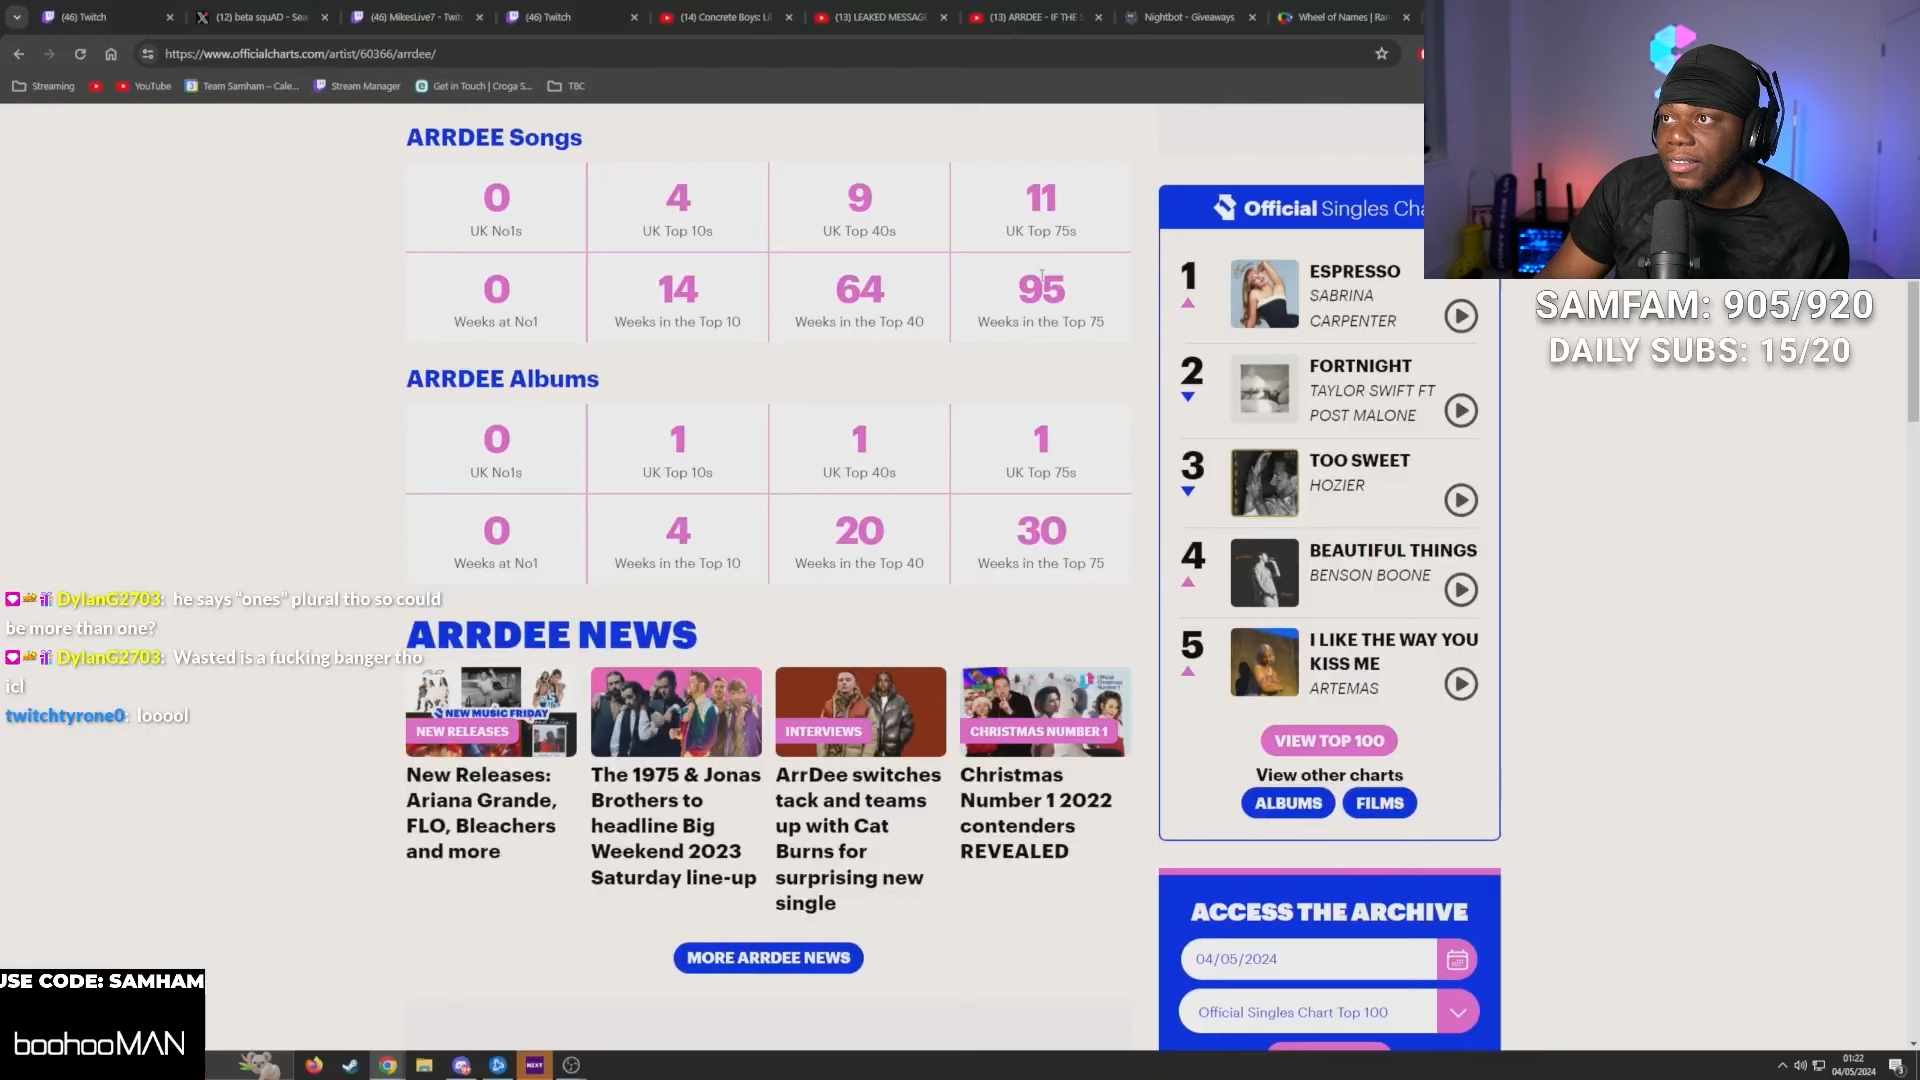 (46) Twitch
(12) beta squAD - Sea
(46) MikesLive7 - Twit
(46) Twitch
(14) Concrete Boys: Lil
(13) LEAKED MESSAGE
(13) ARRDEE - IF THE
Nightbot - Giveaways
Wheel of Names | Ran
https://www.officialcharts.com/artist/60366/arrdee/
Streaming
YouTube
Team Samham – Cale...
Stream Manager
Get in Touch | Croga S...
TBC
ARRDEE Songs
0
UK No1s
4
UK Top 10s
9
UK Top 40s
11
UK Top 75s
0
Weeks at No1
14
Weeks in the Top 10
64
Weeks in the Top 40
95
Weeks in the Top 75
ARRDEE Albums
0
UK No1s
1
UK Top 10s
1
UK Top 40s
1
UK Top 75s
0
Weeks at No1
4
Weeks in the Top 10
20
Weeks in the Top 40
30
Weeks in the Top 75
ARRDEE NEWS
NEW MUSIC FRIDAY
NEW RELEASES
New Releases:
Ariana Grande,
FLO, Bleachers
and more
The 1975 & Jonas
Brothers to
headline Big
Weekend 2023
Saturday line-up
INTERVIEWS
ArrDee switches
tack and teams
up with Cat
Burns for
surprising new
single
CHRISTMAS NUMBER 1
Christmas
Number 1 2022
contenders
REVEALED
MORE ARRDEE NEWS
Official Singles Cha
1
ESPRESSO
SABRINA
CARPENTER
2
FORTNIGHT
TAYLOR SWIFT FT
POST MALONE
3
TOO SWEET
HOZIER
4
BEAUTIFUL THINGS
BENSON BOONE
5
I LIKE THE WAY YOU
KISS ME
ARTEMAS
VIEW TOP 100
View other charts
ALBUMS
FILMS
ACCESS THE ARCHIVE
04/05/2024
Official Singles Chart Top 100
SAMFAM: 905/920
DAILY SUBS: 15/20
DylanG2703: he says “ones” plural tho so could
be more than one?
DylanG2703: Wasted is a fucking banger tho
icl
twitchtyrone0: looool
USE CODE: SAMHAM
boohooMAN
NEXT
01:22
04/05/2024